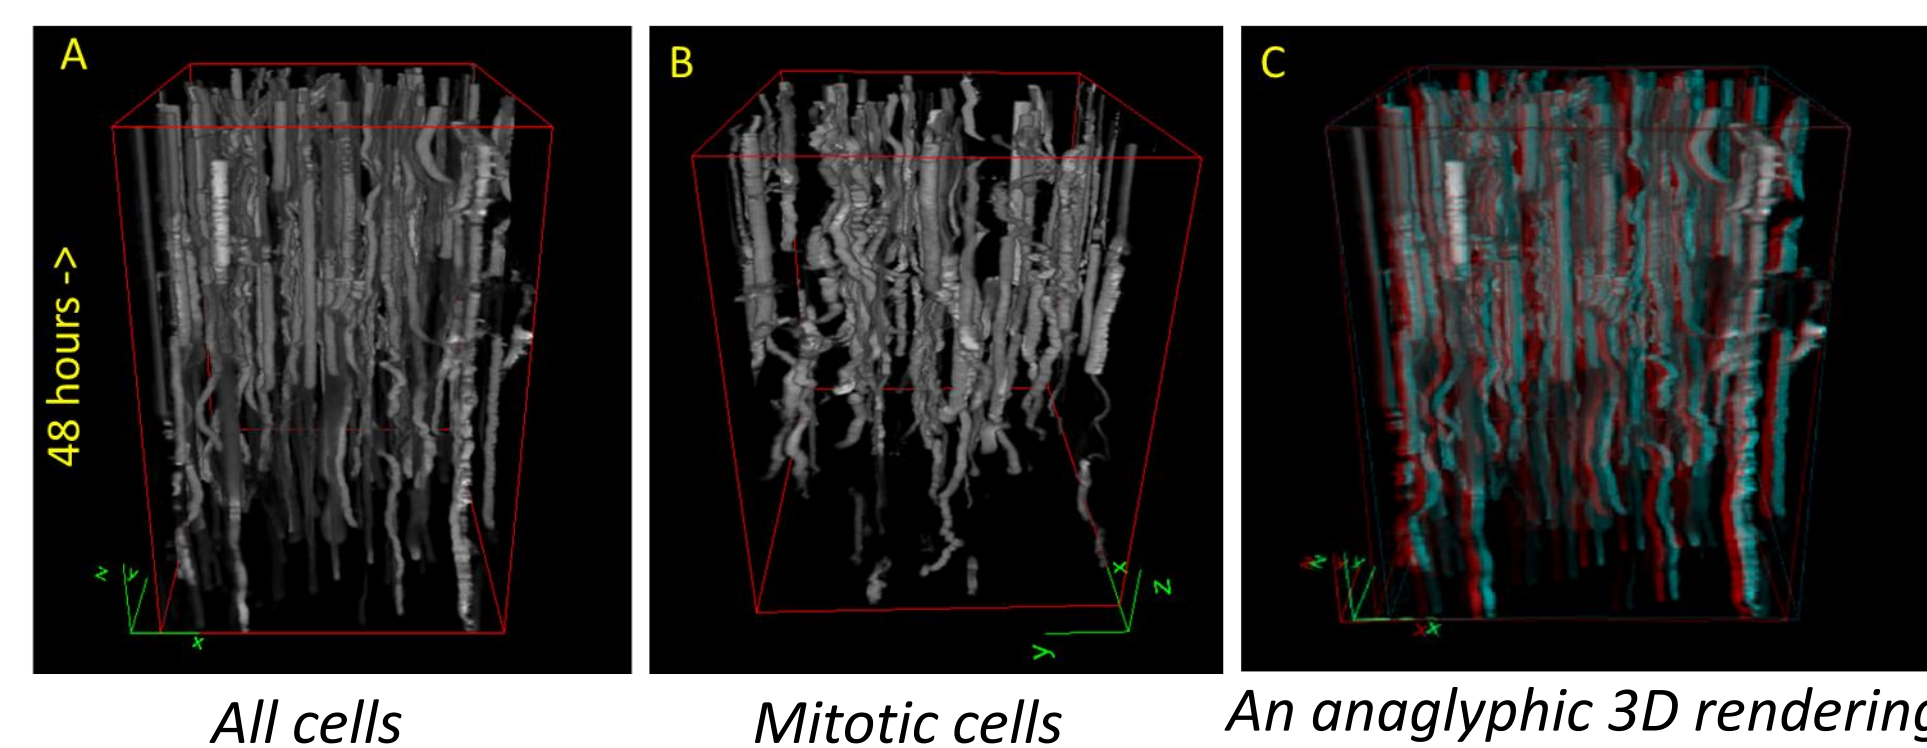 A
B
C
48 hours ->
z
y
x
x
z
y
z
y
x
x
All cells
Mitotic cells
An anaglyphic 3D rendering